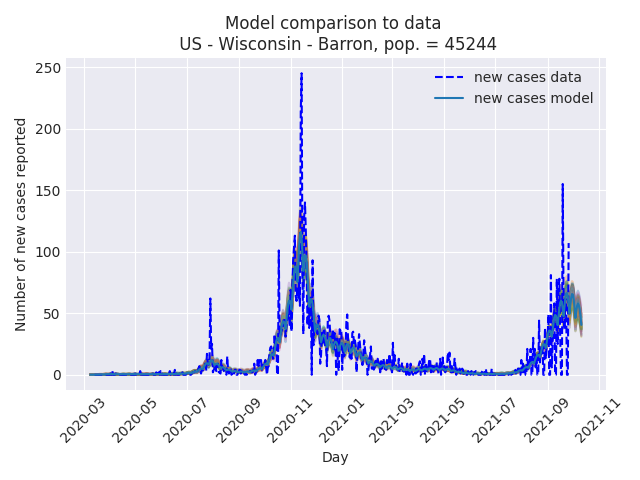 Model comparison to data
US - Wisconsin - Barron, pop. = 45244
250
200
150
100
50
0
Number of new cases reported
new cases data
new cases model
2020-03
2020-05
2020-07
2020-09
2020-11
2021-01
2021-03
2021-05
2021-07
2021-09
2021-11
Day